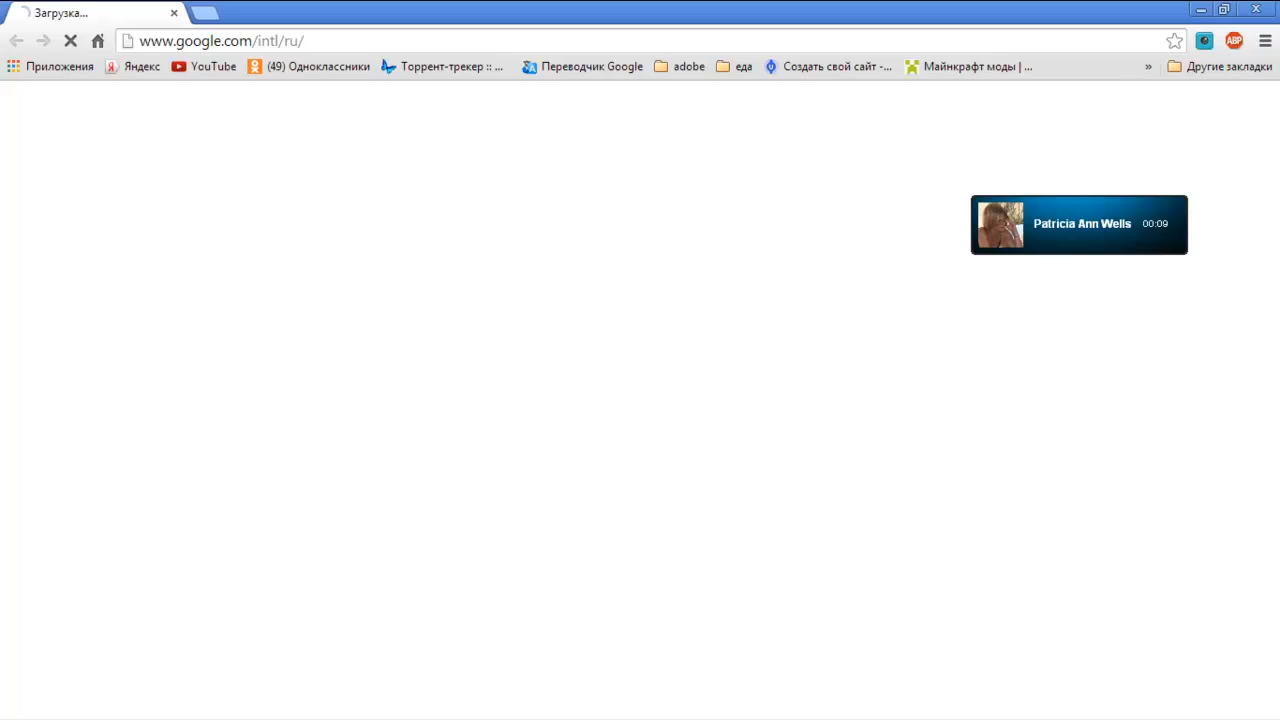 Загрузка...
www.google.com/intl/ru/
ABP
Приложения Яндекс YouTube (49) Одноклассники Торрент-трекер :: ... Переводчик Google adobe еда Создать свой сайт -... Майнкрафт моды | ... » Другие закладки
Patricia Ann Wells 00:09